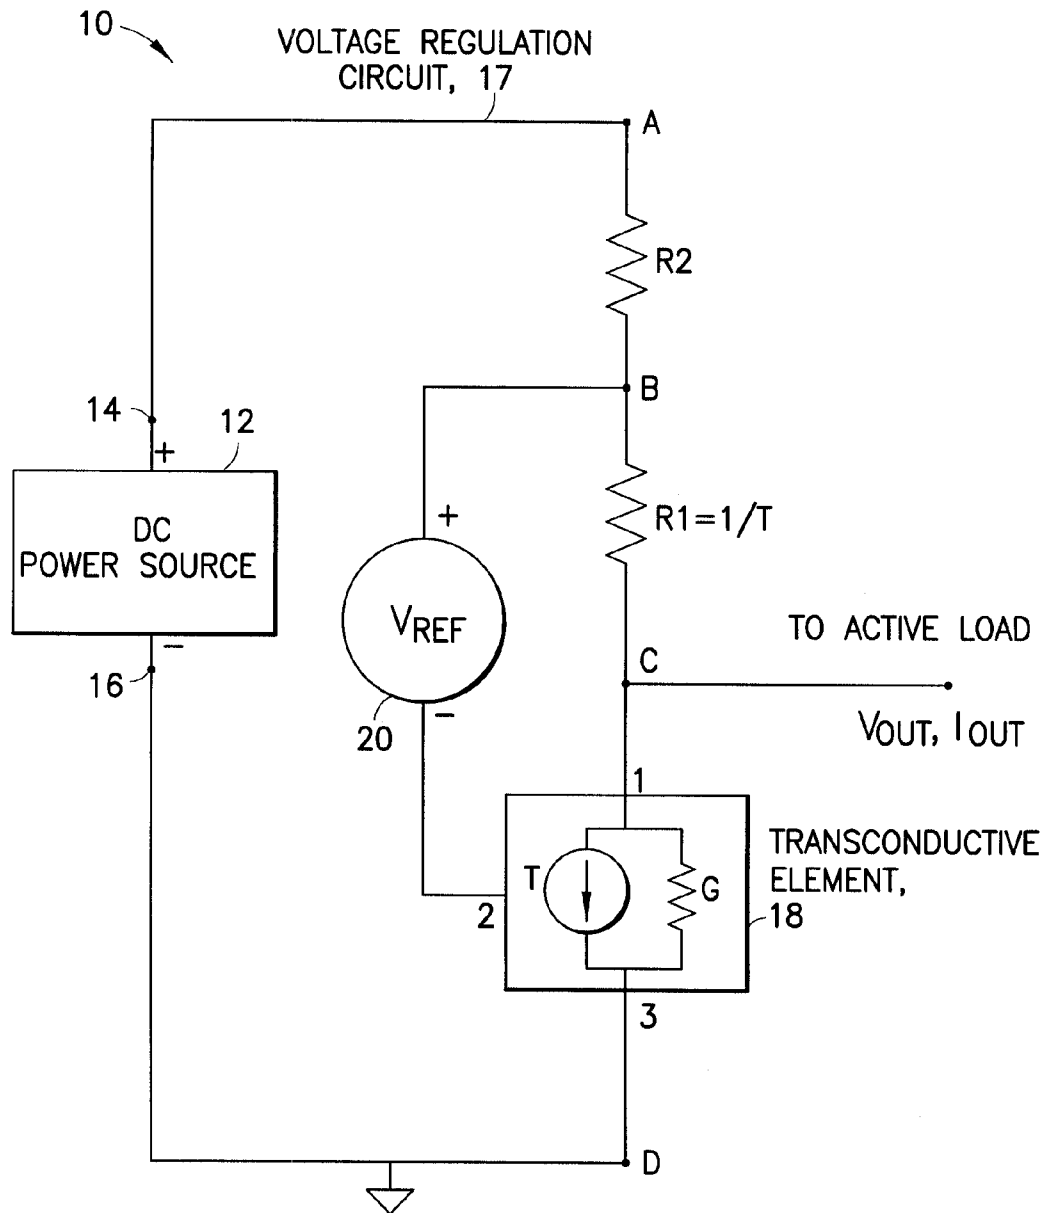 10
VOLTAGE REGULATION
CIRCUIT, 17
A
R2
B
14
12
+
DC
POWER SOURCE
-
16
+
VREF
-
20
R1=1/T
C
TO ACTIVE LOAD
VOUT, IOUT
1
T
G
2
TRANSCONDUCTIVE
ELEMENT,
18
3
D